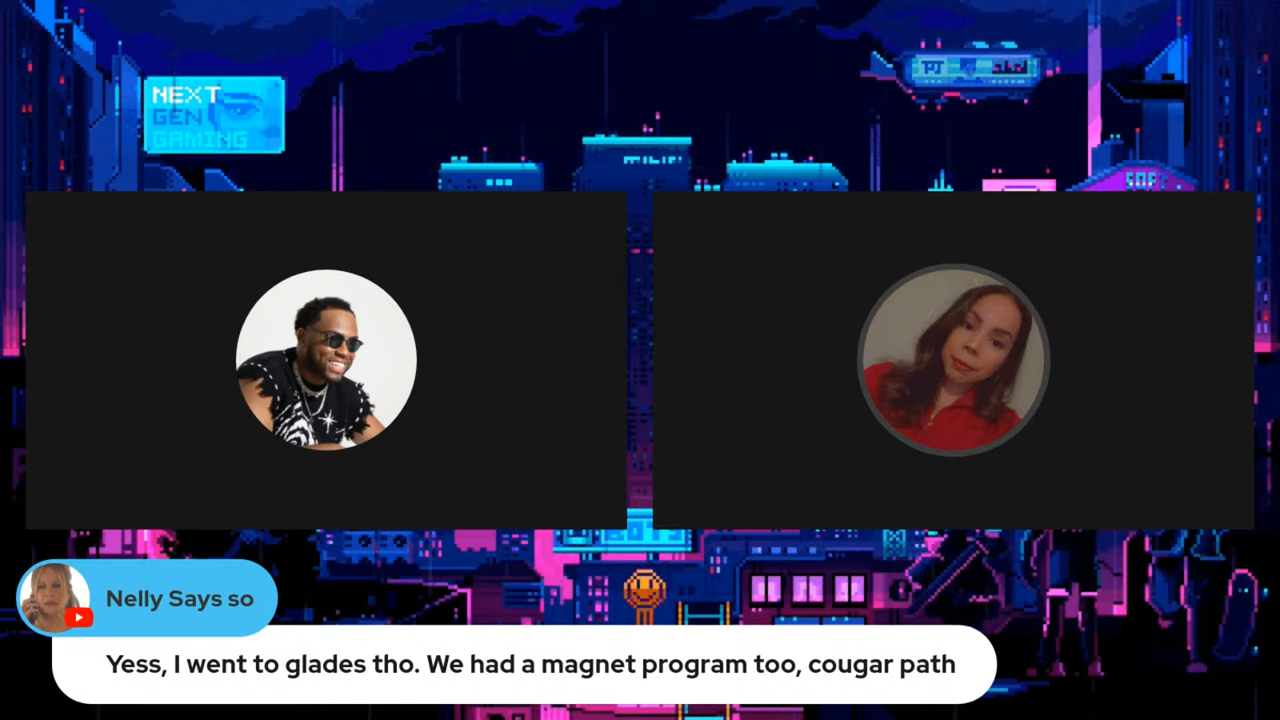 NEXT
GEN
GAMING
Nelly Says so
Yess, I went to glades tho. We had a magnet program too, cougar path